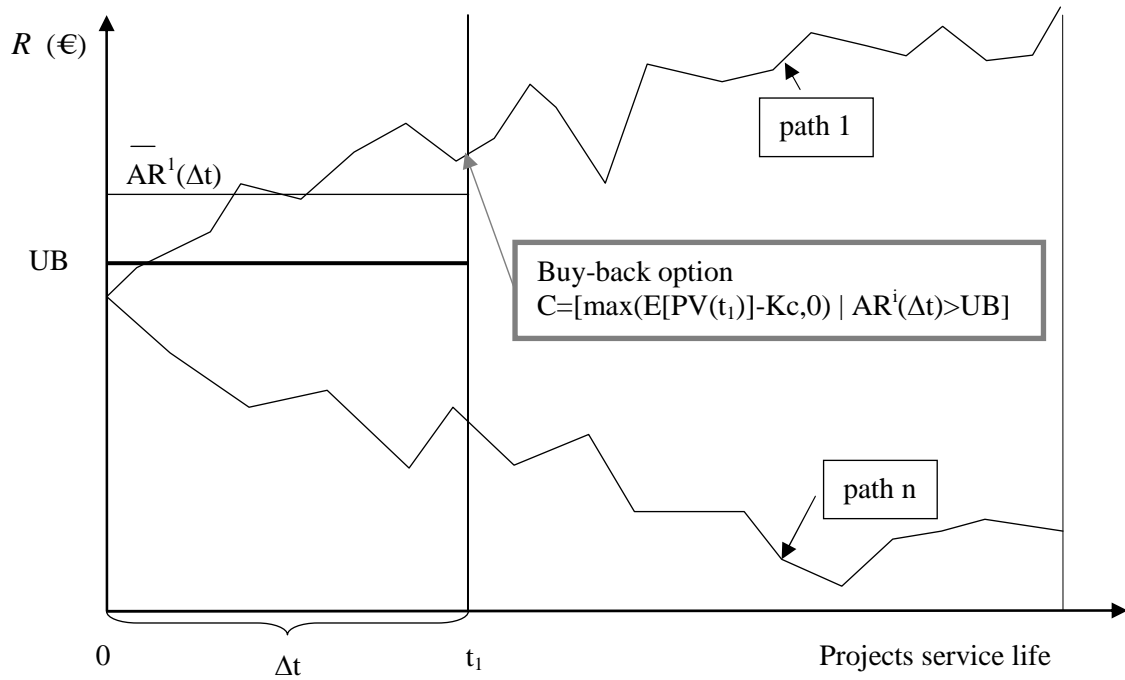 R (€)
path 1
A̅R¹(Δt)
UB
Buy-back option
C=[max(E[PV(t₁)]-Kc,0) | ARⁱ(Δt)>UB]
path n
0
Δt
t₁
Projects service life